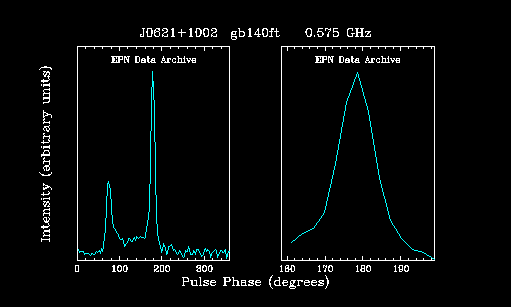 J0621+1002 gb140ft 0.575 GHz
EPN Data Archive EPN Data Archive
Intensity (arbitrary units)
0 100 200 300 160 170 180 190
Pulse Phase (degrees)